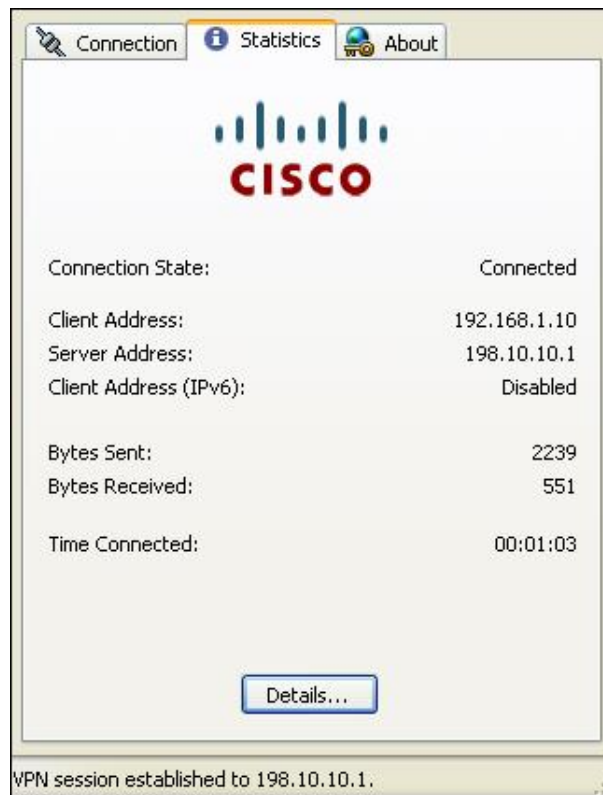 Connection Statistics About
CISCO
Connection State: Connected
Client Address: 192.168.1.10
Server Address: 198.10.10.1
Client Address (IPv6): Disabled
Bytes Sent: 2239
Bytes Received: 551
Time Connected: 00:01:03
Details...
VPN session established to 198.10.10.1.